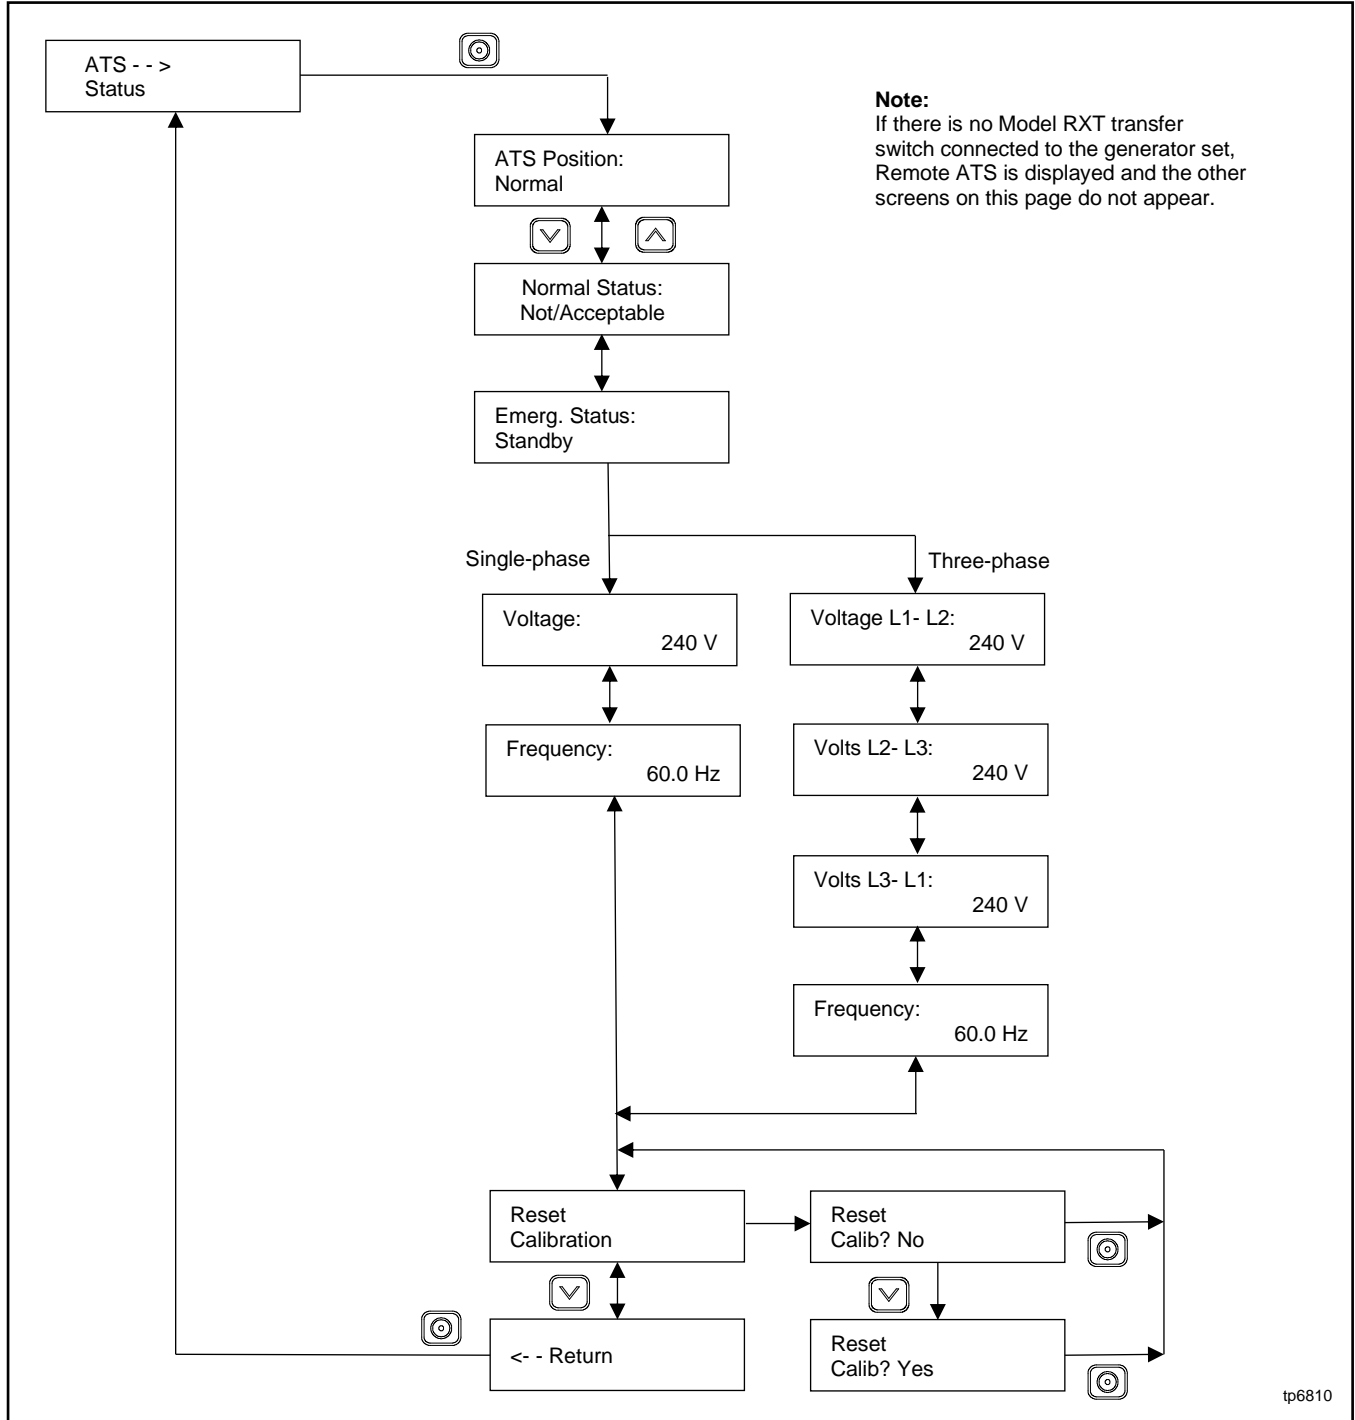 ATS - - >
Status
Note:
If there is no Model RXT transfer
switch connected to the generator set,
Remote ATS is displayed and the other
screens on this page do not appear.
ATS Position:
Normal
Normal Status:
Not/Acceptable
Emerg. Status:
Standby
Single-phase
Three-phase
Voltage:
240 V
Voltage L1- L2:
240 V
Frequency:
60.0 Hz
Volts L2- L3:
240 V
Volts L3- L1:
240 V
Frequency:
60.0 Hz
Reset
Calibration
Reset
Calib? No
<- - Return
Reset
Calib? Yes
tp6810